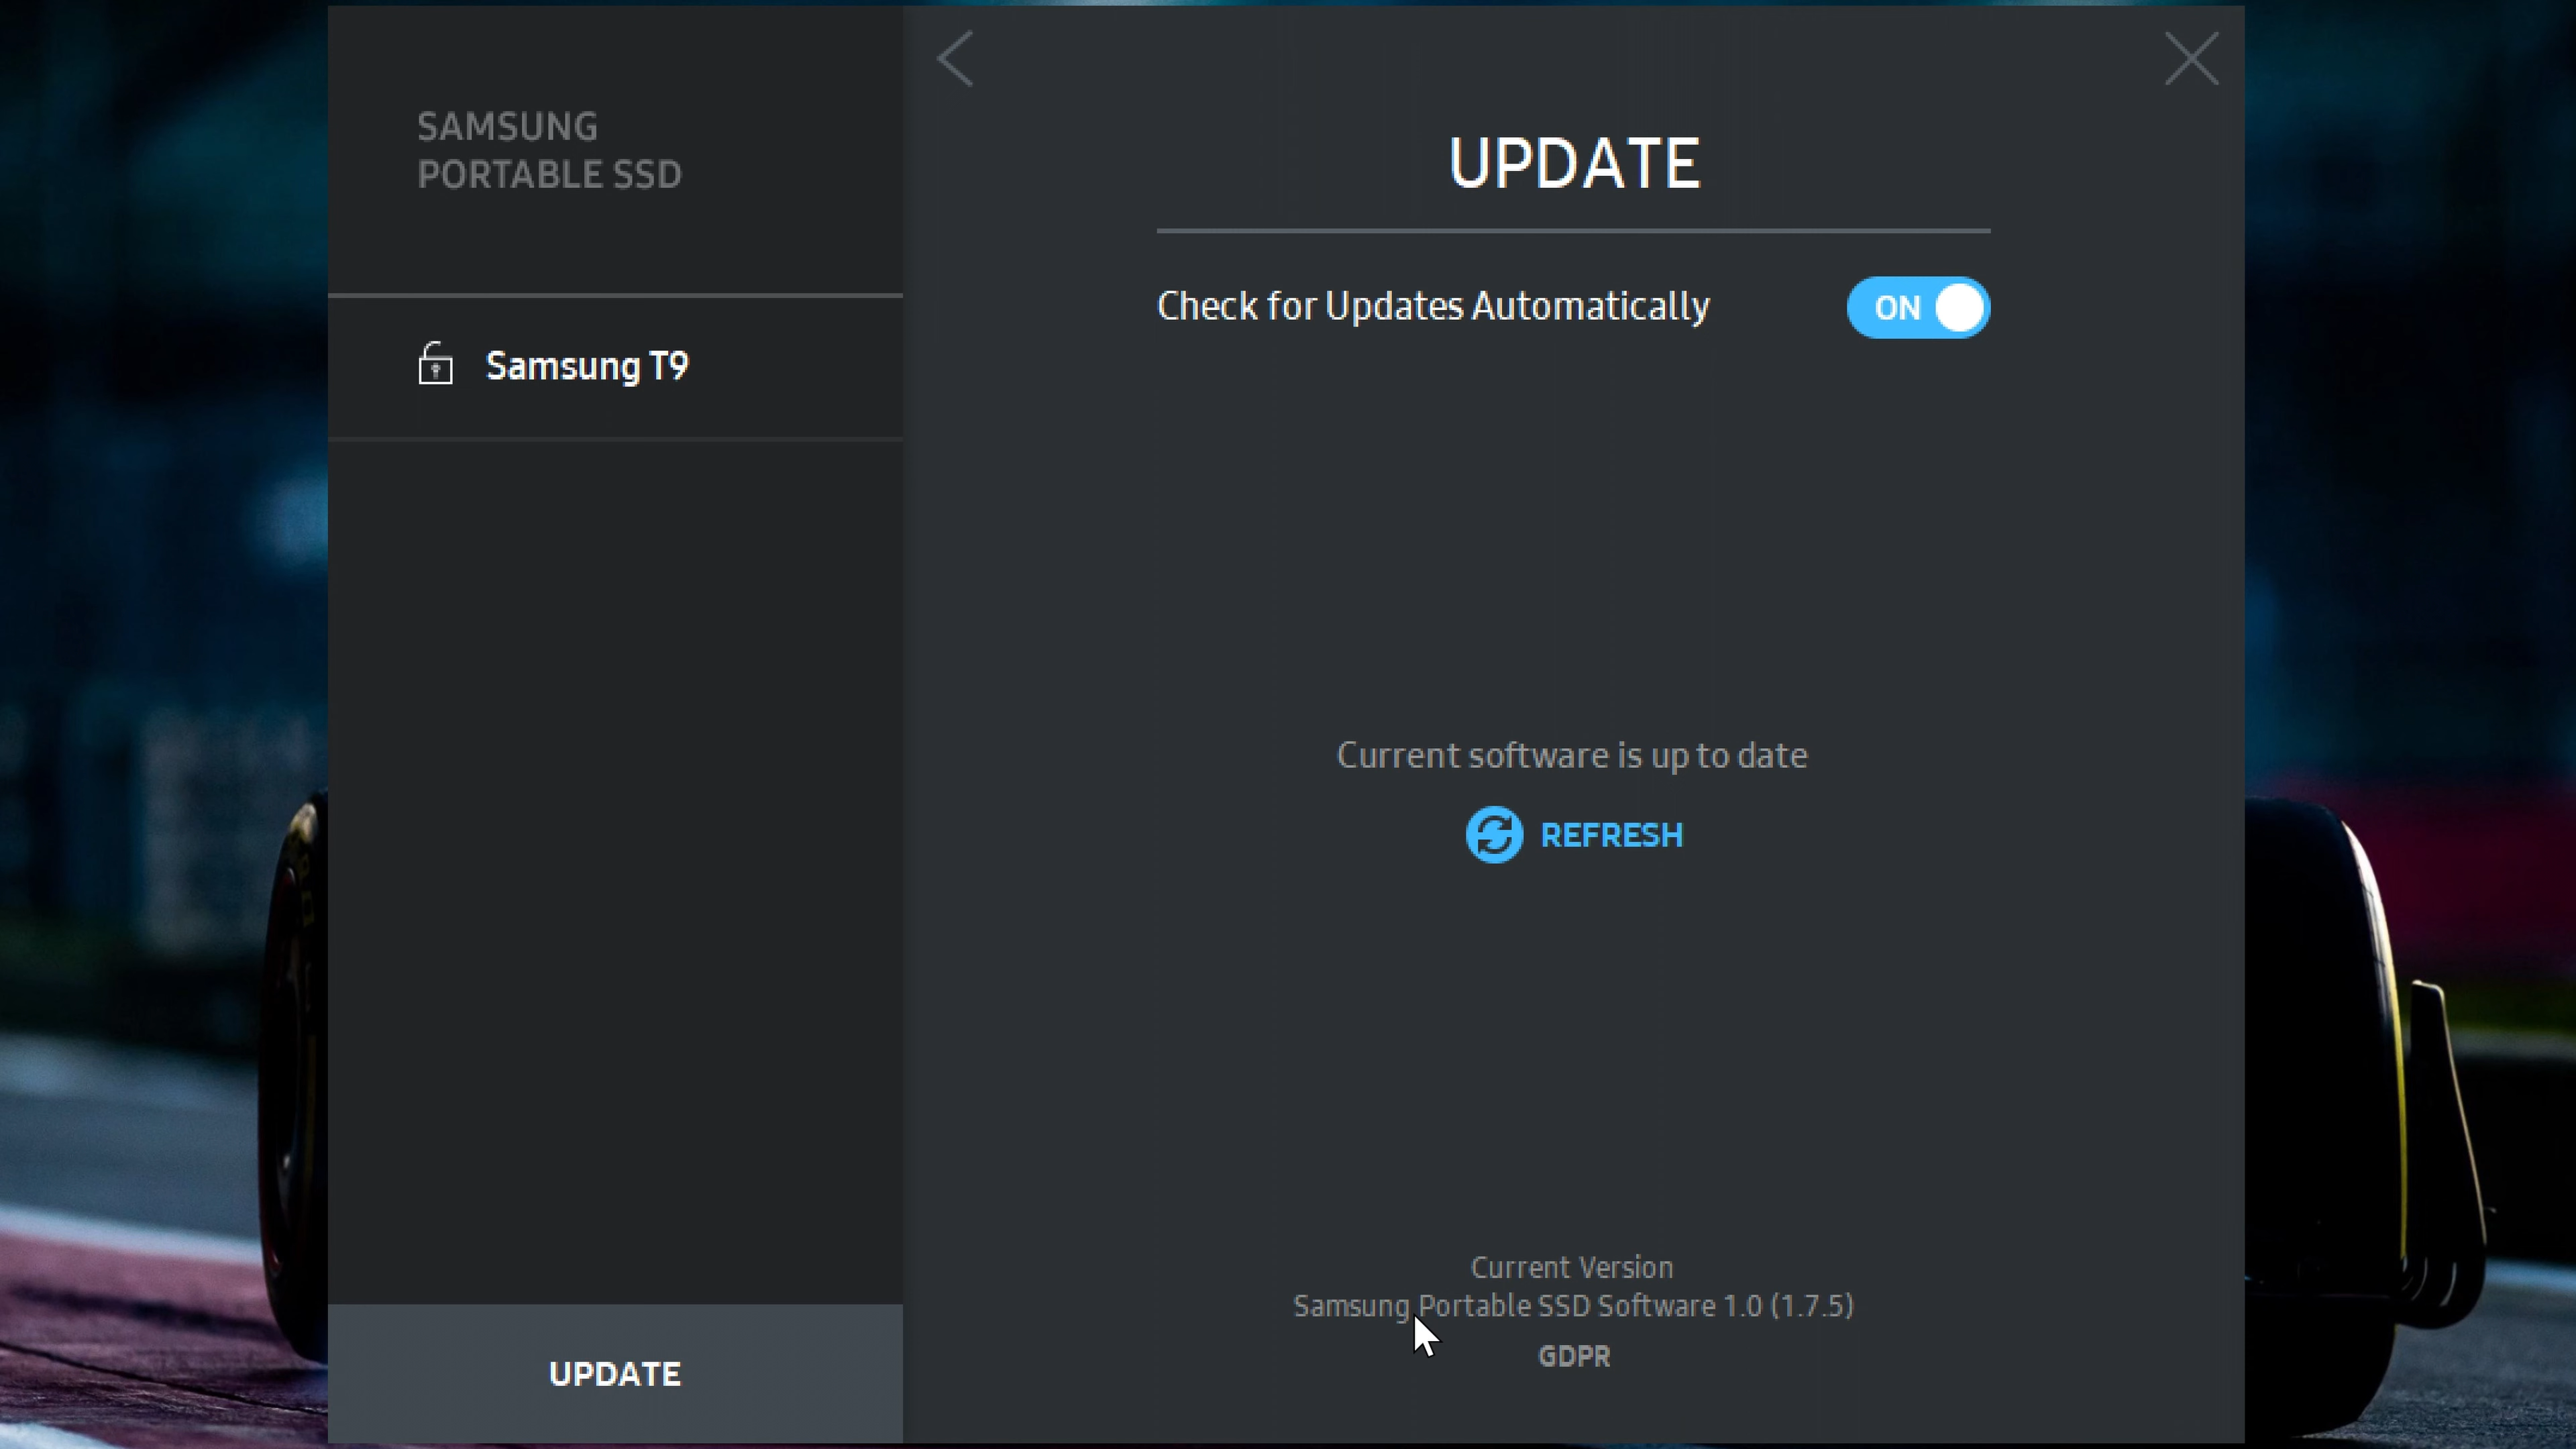 SAMSUNG
PORTABLE SSD
Samsung T9
UPDATE
UPDATE
Check for Updates Automatically
ON
Current software is up to date
REFRESH
Current Version
Samsung Portable SSD Software 1.0 (1.7.5)
GDPR